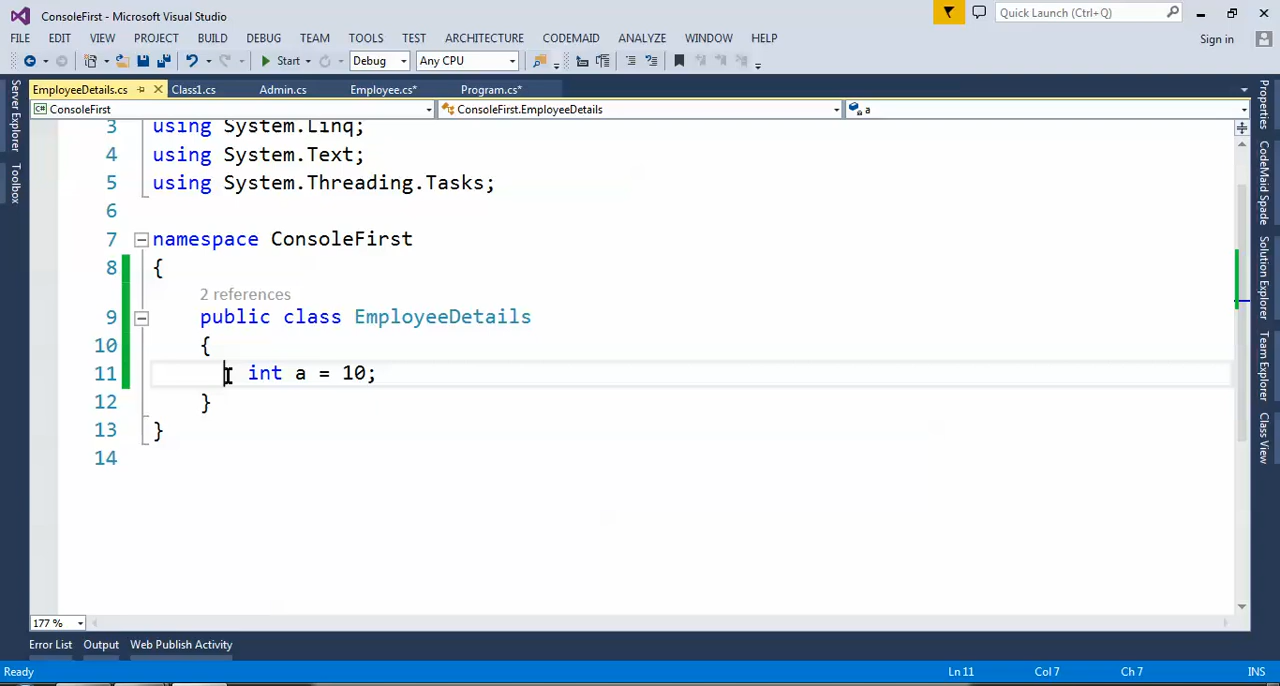 ConsoleFirst - Microsoft Visual Studio
Quick Launch (Ctrl+Q)
FILE EDIT VIEW PROJECT BUILD DEBUG TEAM TOOLS TEST ARCHITECTURE CODEMAID ANALYZE WINDOW HELP
Sign in
Start Debug Any CPU
EmployeeDetails.cs Class1.cs Admin.cs Employee.cs* Program.cs*
ConsoleFirst ConsoleFirst.EmployeeDetails a
3 using System.Linq;
4 using System.Text;
5 using System.Threading.Tasks;
6
7 namespace ConsoleFirst
8 {
2 references
9 public class EmployeeDetails
10 {
11 int a = 10;
12 }
13 }
14
Server Explorer
Toolbox
Properties
CodeMaid Spade
Solution Explorer
Team Explorer
Class View
177 %
Error List Output Web Publish Activity
Ready Ln 11 Col 7 Ch 7 INS